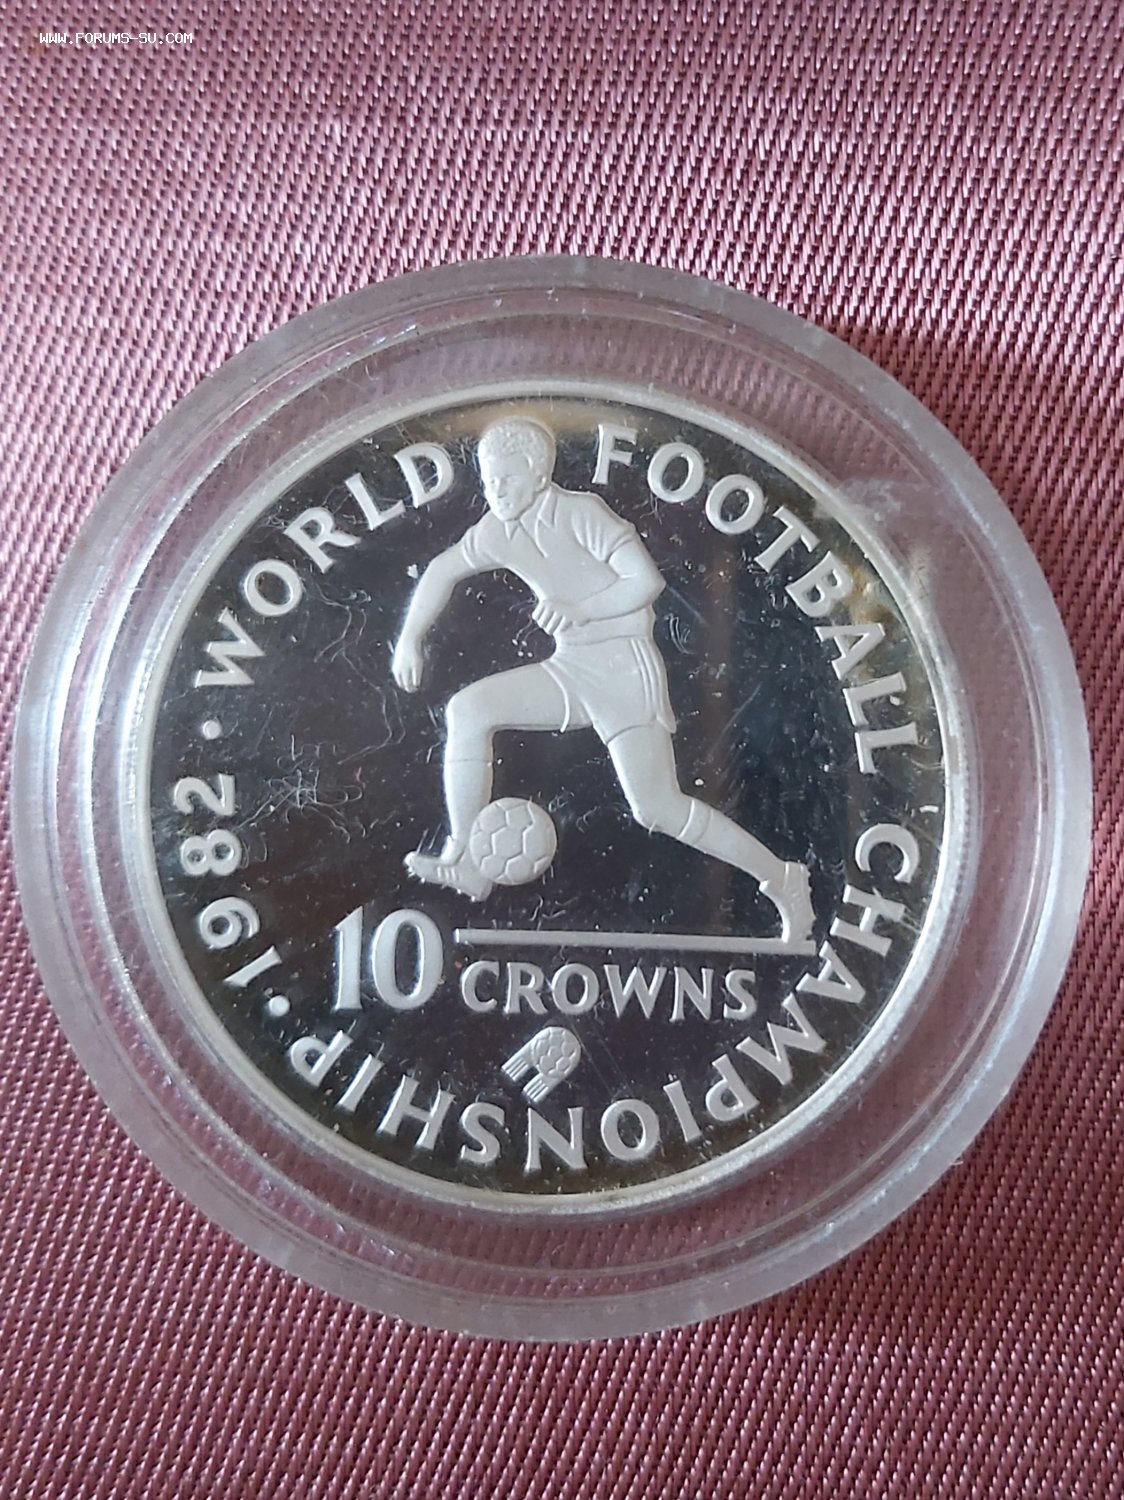 WWW.FORUMS-SU.COM
1982 · WORLD FOOTBALL CHAMPIONSHIP ·
10 CROWNS